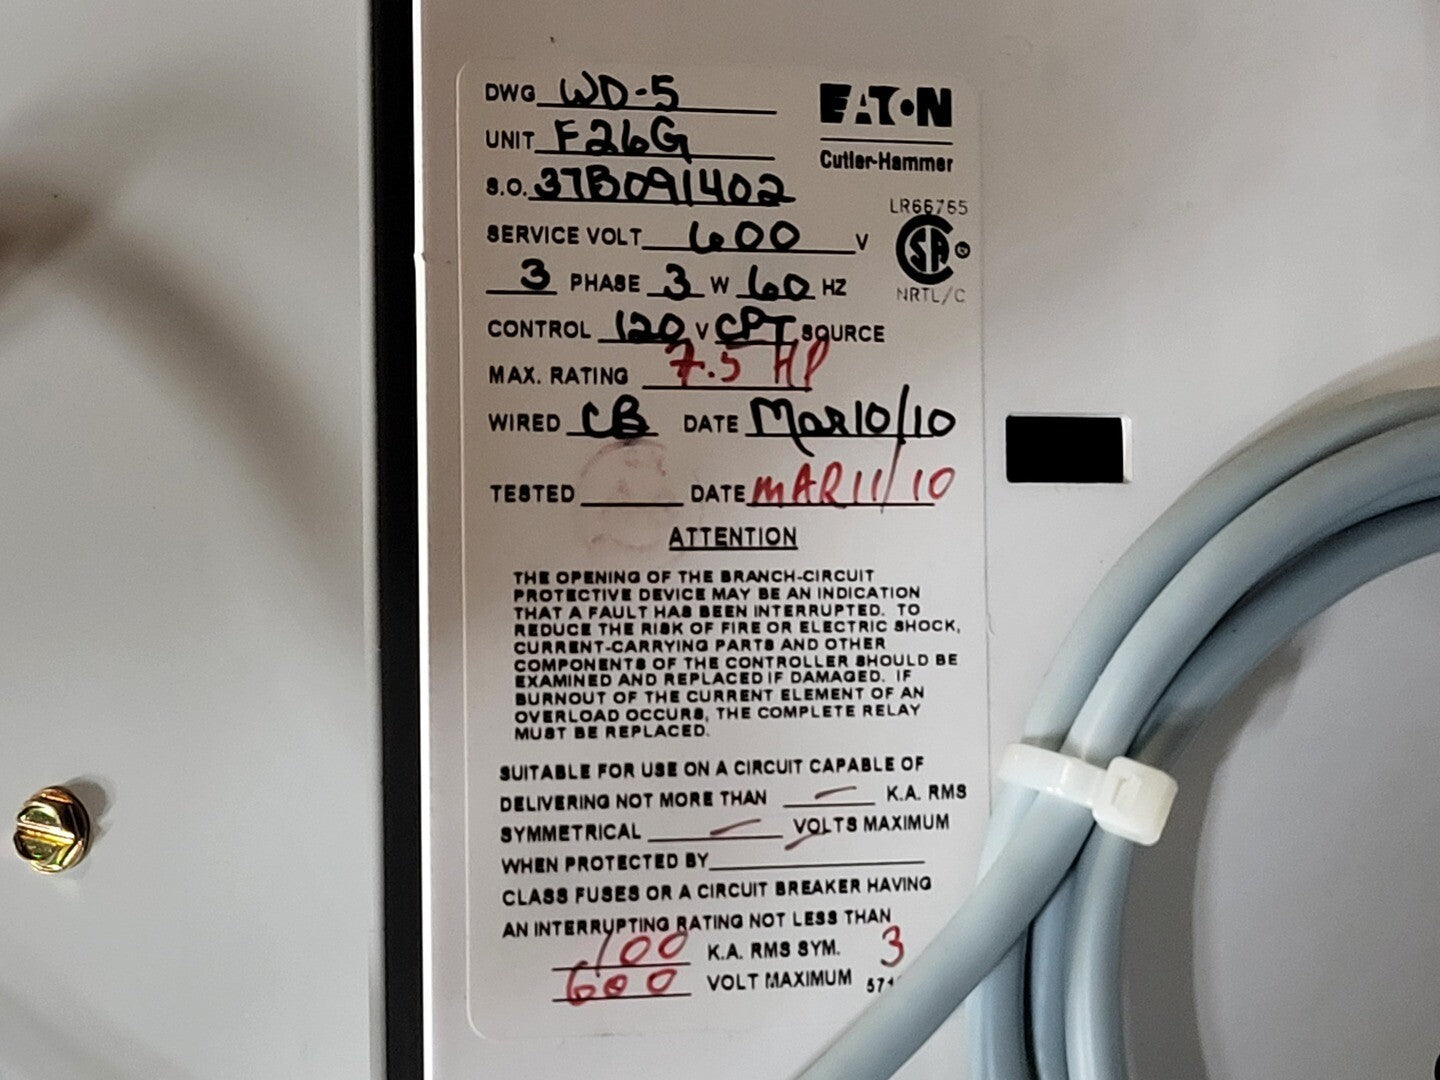 DWG WD-5
EATON
UNIT F26G
Cutler-Hammer
S.O. 37B091402
LR66765
SERVICE VOLT 600 V
SA
NRTL/C
3 PHASE 3 W 60 HZ
CONTROL 120 V CPT SOURCE
MAX. RATING 7.5 HP
WIRED CB DATE MAR10/10
TESTED DATE MAR11/10
ATTENTION
THE OPENING OF THE BRANCH-CIRCUIT
PROTECTIVE DEVICE MAY BE AN INDICATION
THAT A FAULT HAS BEEN INTERRUPTED. TO
REDUCE THE RISK OF FIRE OR ELECTRIC SHOCK,
CURRENT-CARRYING PARTS AND OTHER
COMPONENTS OF THE CONTROLLER SHOULD BE
EXAMINED AND REPLACED IF DAMAGED. IF
BURNOUT OF THE CURRENT ELEMENT OF AN
OVERLOAD OCCURS, THE COMPLETE RELAY
MUST BE REPLACED.
SUITABLE FOR USE ON A CIRCUIT CAPABLE OF
DELIVERING NOT MORE THAN — K.A. RMS
SYMMETRICAL — VOLTS MAXIMUM
WHEN PROTECTED BY
CLASS FUSES OR A CIRCUIT BREAKER HAVING
AN INTERRUPTING RATING NOT LESS THAN
100 K.A. RMS SYM. 3
600 VOLT MAXIMUM